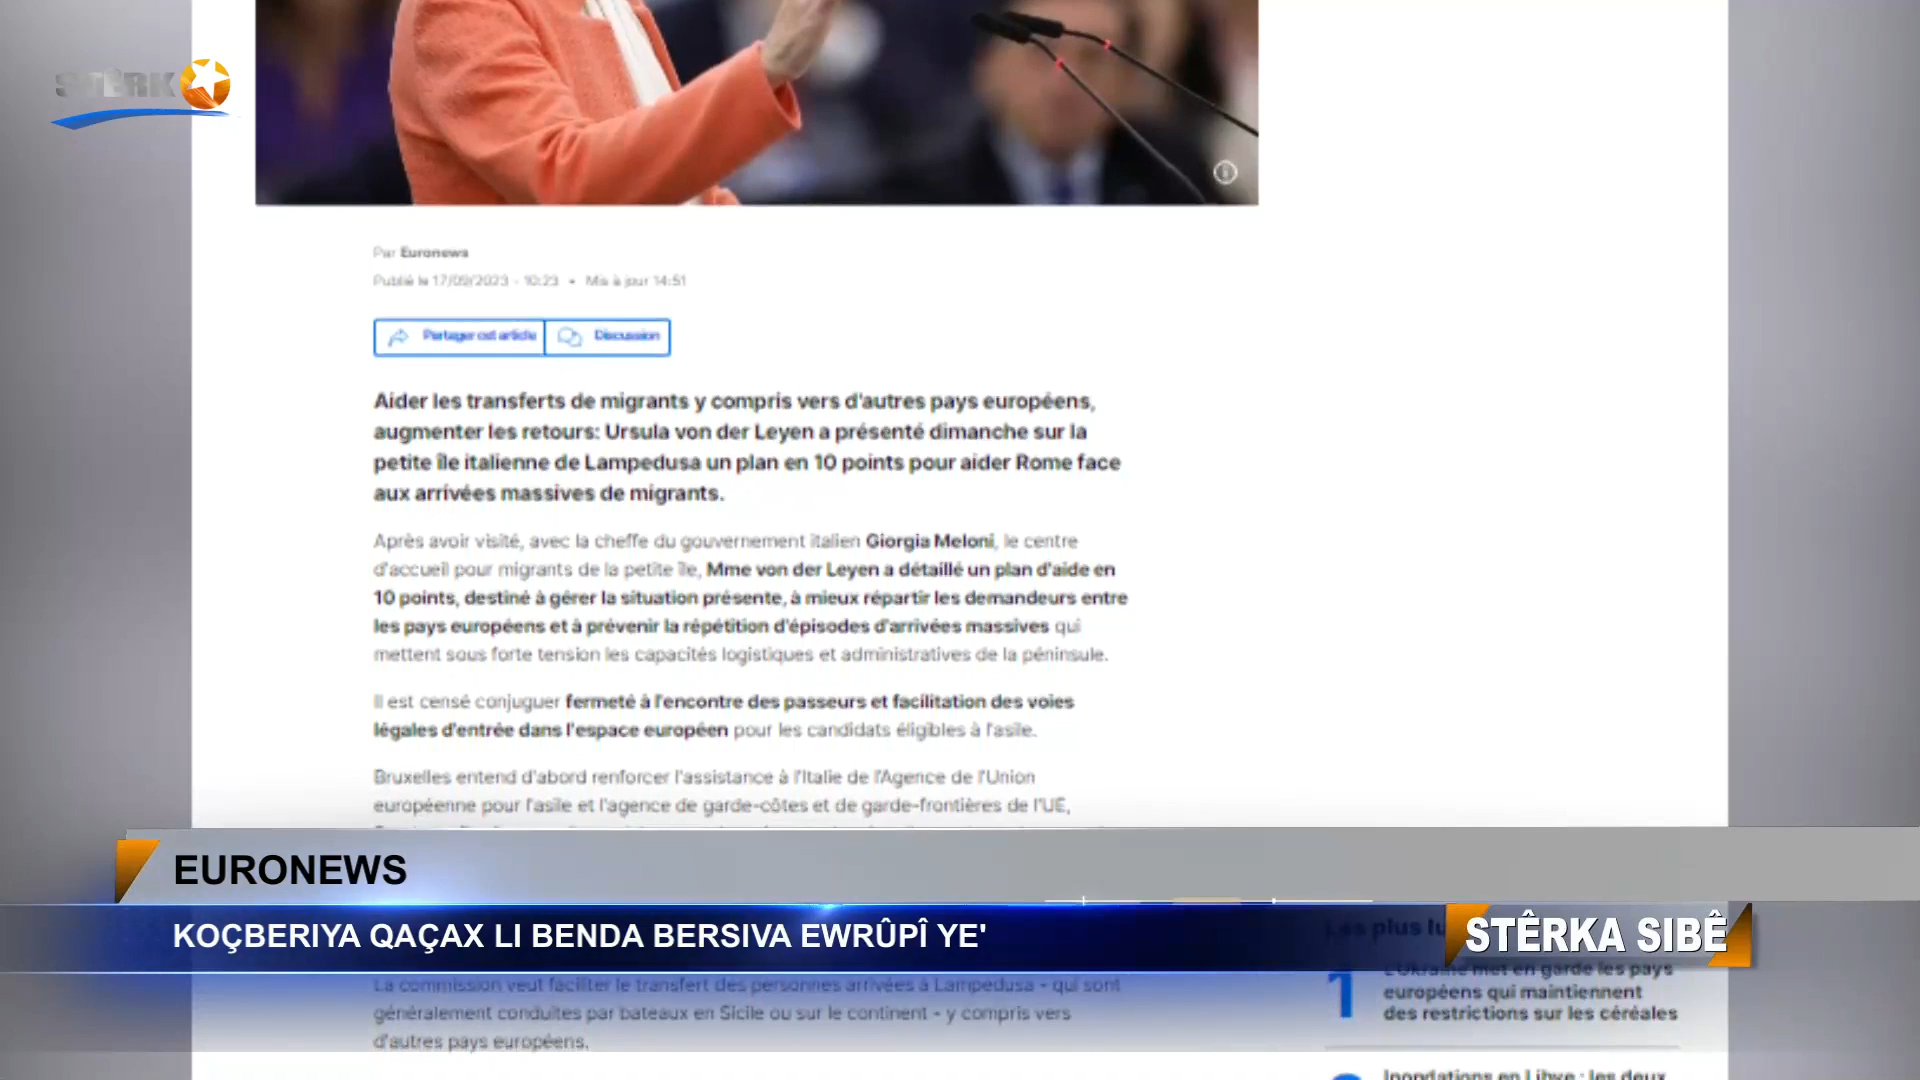 STÊRK
Par Euronews
Publié le 17/09/2023 - 10:23 • Mis à jour 14:51
Partager cet article
Discussion
Aider les transferts de migrants y compris vers d'autres pays européens,
augmenter les retours: Ursula von der Leyen a présenté dimanche sur la
petite île italienne de Lampedusa un plan en 10 points pour aider Rome face
aux arrivées massives de migrants.
Après avoir visité, avec la cheffe du gouvernement italien Giorgia Meloni, le centre
d'accueil pour migrants de la petite île, Mme von der Leyen a détaillé un plan d'aide en
10 points, destiné à gérer la situation présente, à mieux répartir les demandeurs entre
les pays européens et à prévenir la répétition d'épisodes d'arrivées massives qui
mettent sous forte tension les capacités logistiques et administratives de la péninsule.
Il est censé conjuguer fermeté à l'encontre des passeurs et facilitation des voies
légales d'entrée dans l'espace européen pour les candidats éligibles à l'asile.
Bruxelles entend d'abord renforcer l'assistance à l'Italie de l'Agence de l'Union
européenne pour l'asile et l'agence de garde-côtes et de garde-frontières de l'UE,
EURONEWS
KOÇBERIYA QAÇAX LI BENDA BERSIVA EWRÛPÎ YE'
Les plus lu
STÊRKA SIBÊ
La commission veut faciliter le transfert des personnes arrivées à Lampedusa - qui sont
généralement conduites par bateaux en Sicile ou sur le continent - y compris vers
d'autres pays européens.
1
L'Ukraine met en garde les pays
européens qui maintiennent
des restrictions sur les céréales
Inondations en Libye : les deux